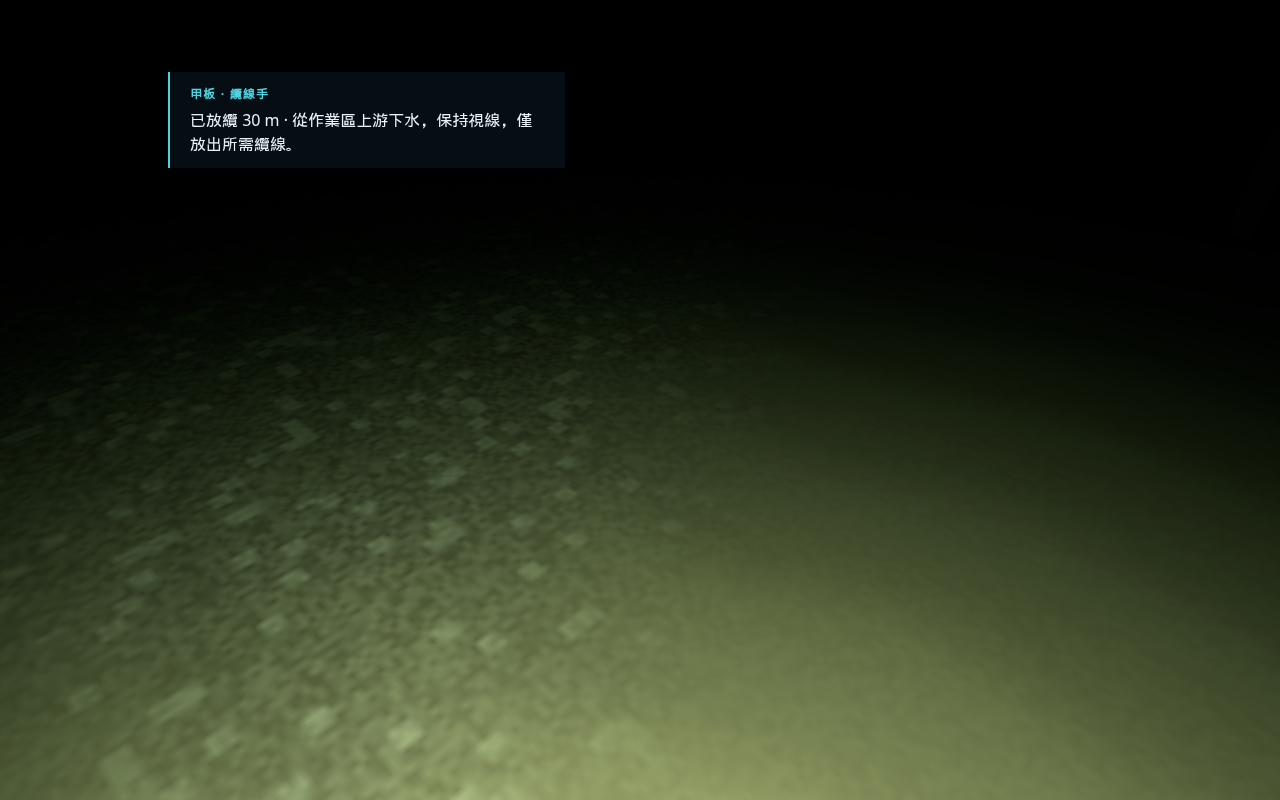 甲板 · 纜線手
已放纜 30 m · 從作業區上游下水，保持視線，僅
放出所需纜線。